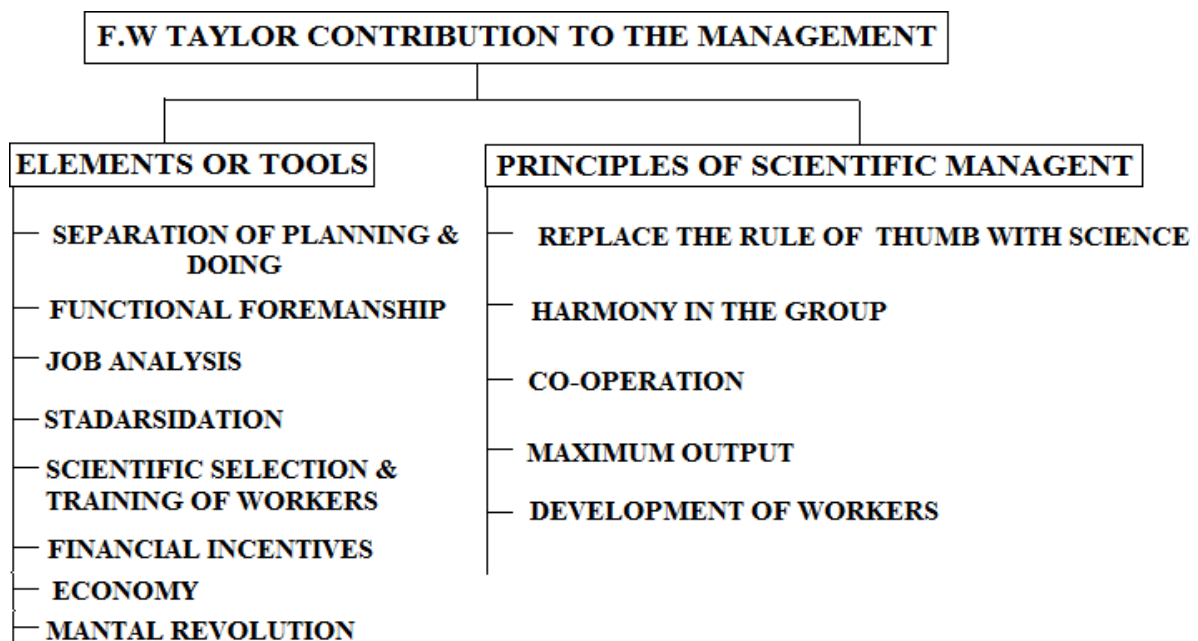 F.W TAYLOR CONTRIBUTION TO THE MANAGEMENT
ELEMENTS OR TOOLS
SEPARATION OF PLANNING &
DOING
FUNCTIONAL FOREMANSHIP
JOB ANALYSIS
STADARSIDATION
SCIENTIFIC SELECTION &
TRAINING OF WORKERS
FINANCIAL INCENTIVES
ECONOMY
MANTAL REVOLUTION
PRINCIPLES OF SCIENTIFIC MANAGENT
REPLACE THE RULE OF THUMB WITH SCIENCE
HARMONY IN THE GROUP
CO-OPERATION
MAXIMUM OUTPUT
DEVELOPMENT OF WORKERS